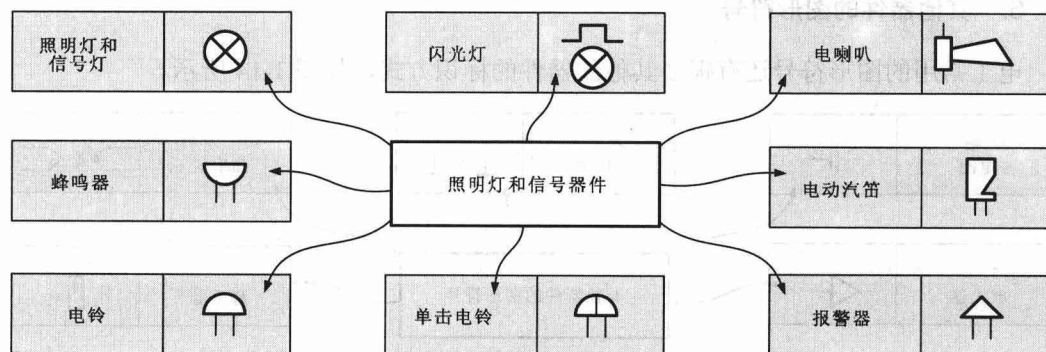 照明灯和
信号灯
闪光灯
电喇叭
蜂鸣器
照明灯和信号器件
电动汽笛
电铃
单击电铃
报警器